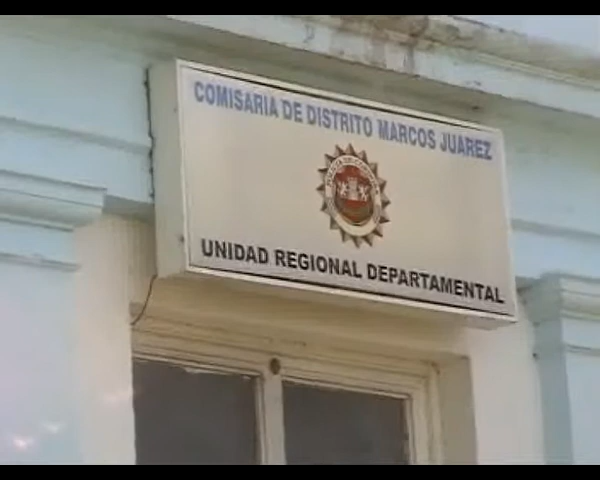 COMISARIA DE DISTRITO MARCOS JUAREZ
UNIDAD REGIONAL DEPARTAMENTAL